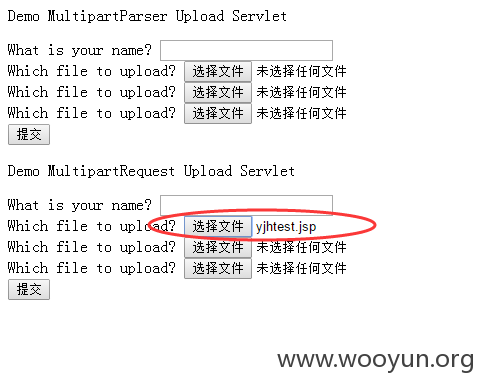 Demo MultipartParser Upload Servlet
What is your name?
Which file to upload? 选择文件 未选择任何文件
Which file to upload? 选择文件 未选择任何文件
Which file to upload? 选择文件 未选择任何文件
提交
Demo MultipartRequest Upload Servlet
What is your name?
Which file to upload? 选择文件 yjhtest.jsp
Which file to upload? 选择文件 未选择任何文件
Which file to upload? 选择文件 未选择任何文件
提交
www.wooyun.org